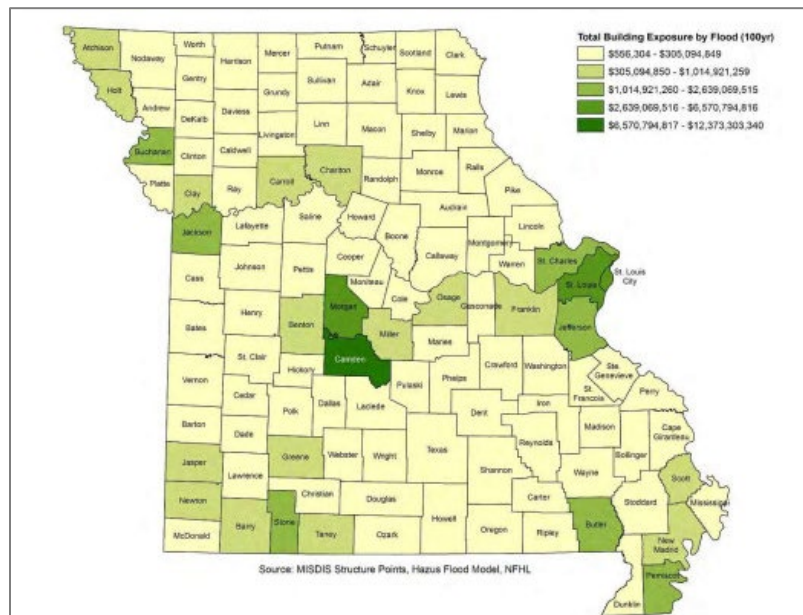 Total Building Exposure by Flood (100yr)
$556,304 - $305,094,849
$305,094,850 - $1,014,921,259
$1,014,921,260 - $2,639,069,515
$2,639,069,516 - $6,570,794,816
$6,570,794,817 - $12,373,303,340
Atchison
Nodaway
Worth
Harrison
Mercer
Putnam
Schuyler
Scotland
Clark
Gentry
Sullivan
Adair
Knox
Lewis
Holt
Grundy
Andrew
DeKalb
Daviess
Livingston
Linn
Macon
Shelby
Marion
Buchanan
Clinton
Caldwell
Chariton
Monroe
Ralls
Platte
Clay
Ray
Carroll
Randolph
Pike
Audrain
Jackson
Lafayette
Saline
Howard
Boone
Callaway
Montgomery
Lincoln
Warren
St. Charles
St. Louis
St. Louis
City
Cass
Johnson
Pettis
Cooper
Moniteau
Cole
Osage
Gasconade
Franklin
Jefferson
Bates
Henry
Benton
Morgan
Miller
Maries
Camden
St. Clair
Hickory
Pulaski
Phelps
Crawford
Washington
Ste.
Genevieve
St.
Francois
Perry
Vernon
Cedar
Polk
Dallas
Laclede
Dent
Iron
Madison
Cape
Girardeau
Barton
Dade
Reynolds
Bollinger
Jasper
Greene
Webster
Wright
Texas
Shannon
Wayne
Scott
Lawrence
Newton
Christian
Douglas
Carter
Stoddard
Mississippi
McDonald
Barry
Stone
Taney
Ozark
Howell
Oregon
Ripley
Butler
New
Madrid
Pemiscot
Dunklin
Source: MISDIS Structure Points, Hazus Flood Model, NFHL